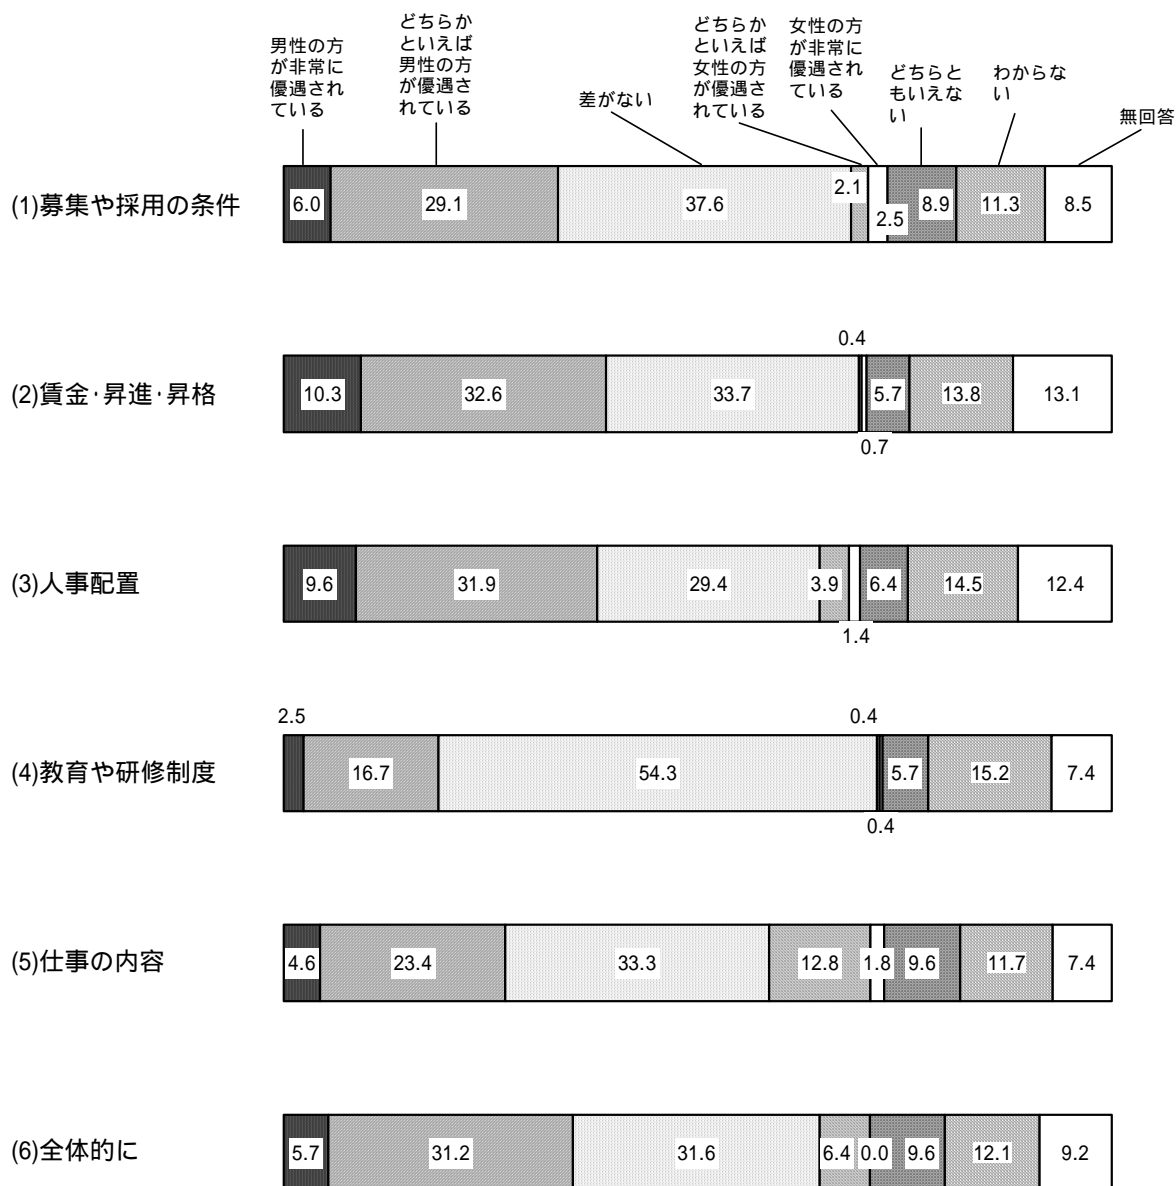 男性の方
が非常に
優遇され
ている
どちらか
といえば
男性の方
が優遇さ
れている
差がない
どちらか
といえば
女性の方
が優遇さ
れている
女性の方
が非常に
優遇され
ている
どちらと
もいえな
い
わからな
い
無回答
(1)募集や採用の条件
6.0
29.1
37.6
2.1
2.5
8.9
11.3
8.5
(2)賃金·昇進·昇格
10.3
32.6
33.7
0.4
0.7
5.7
13.8
13.1
(3)人事配置
9.6
31.9
29.4
3.9
1.4
6.4
14.5
12.4
(4)教育や研修制度
2.5
16.7
54.3
0.4
0.4
5.7
15.2
7.4
(5)仕事の内容
4.6
23.4
33.3
12.8
1.8
9.6
11.7
7.4
(6)全体的に
5.7
31.2
31.6
6.4
0.0
9.6
12.1
9.2